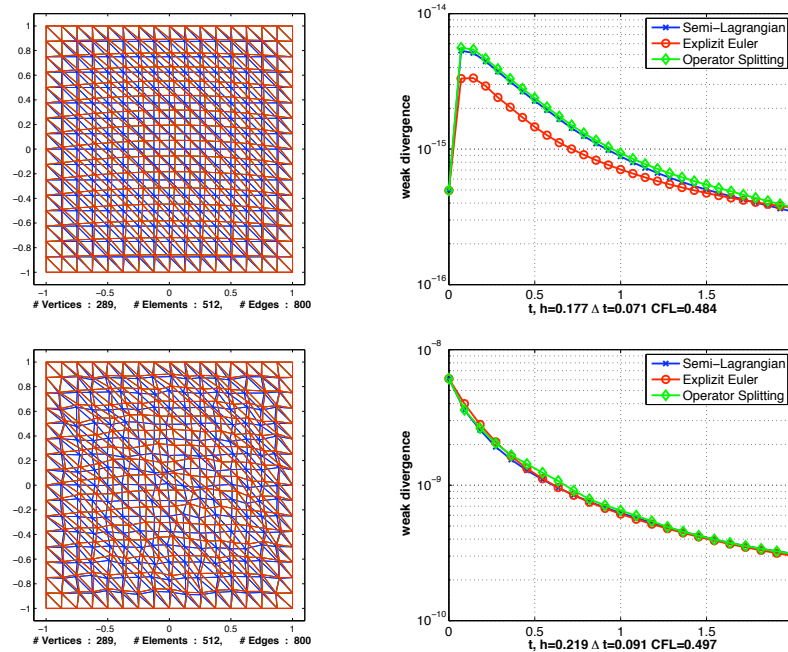 1
0.8
0.6
0.4
0.2
0
−0.2
−0.4
−0.6
−0.8
−1
−1 −0.5 0 0.5 1
# Vertices : 289, # Elements : 512, # Edges : 800
10−14
10−15
10−16
weak divergence
Semi−Lagrangian
Explizit Euler
Operator Splitting
0 0.5 1 1.5
t, h=0.177 Δ t=0.071 CFL=0.484
1
0.8
0.6
0.4
0.2
0
−0.2
−0.4
−0.6
−0.8
−1
−1 −0.5 0 0.5 1
# Vertices : 289, # Elements : 512, # Edges : 800
10−8
10−9
10−10
weak divergence
Semi−Lagrangian
Explizit Euler
Operator Splitting
0 0.5 1 1.5
t, h=0.219 Δ t=0.091 CFL=0.497